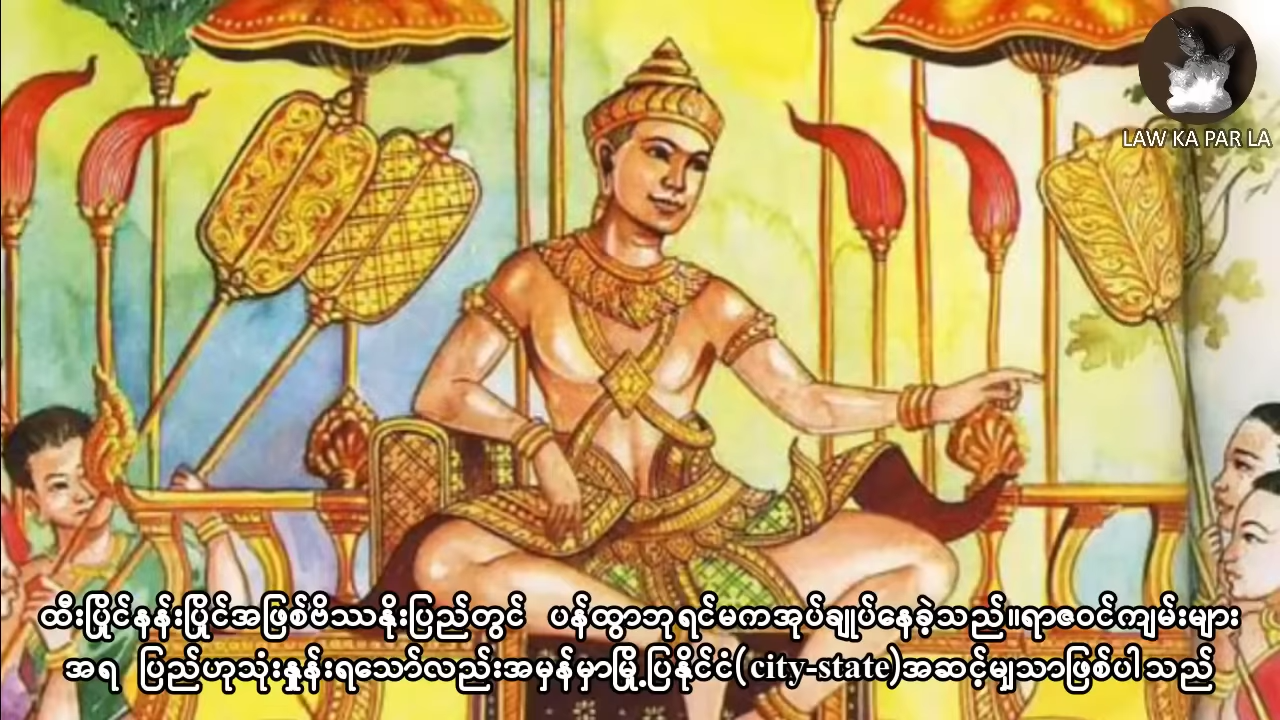 LAW KA PAR LA
ထီးပြိုင်နန်းပြိုင်အဖြစ်ဗိဿနိုးပြည်တွင် ပန်ထွာဘုရင်မကအုပ်ချုပ်နေခဲ့သည်။ရာဇဝင်ကျမ်းများ
အရ ပြည်ဟုသုံးနှုန်းရသော်လည်းအမှန်မှာမြို့ပြနိုင်ငံ(city-state)အဆင့်မျှသာဖြစ်ပါသည်